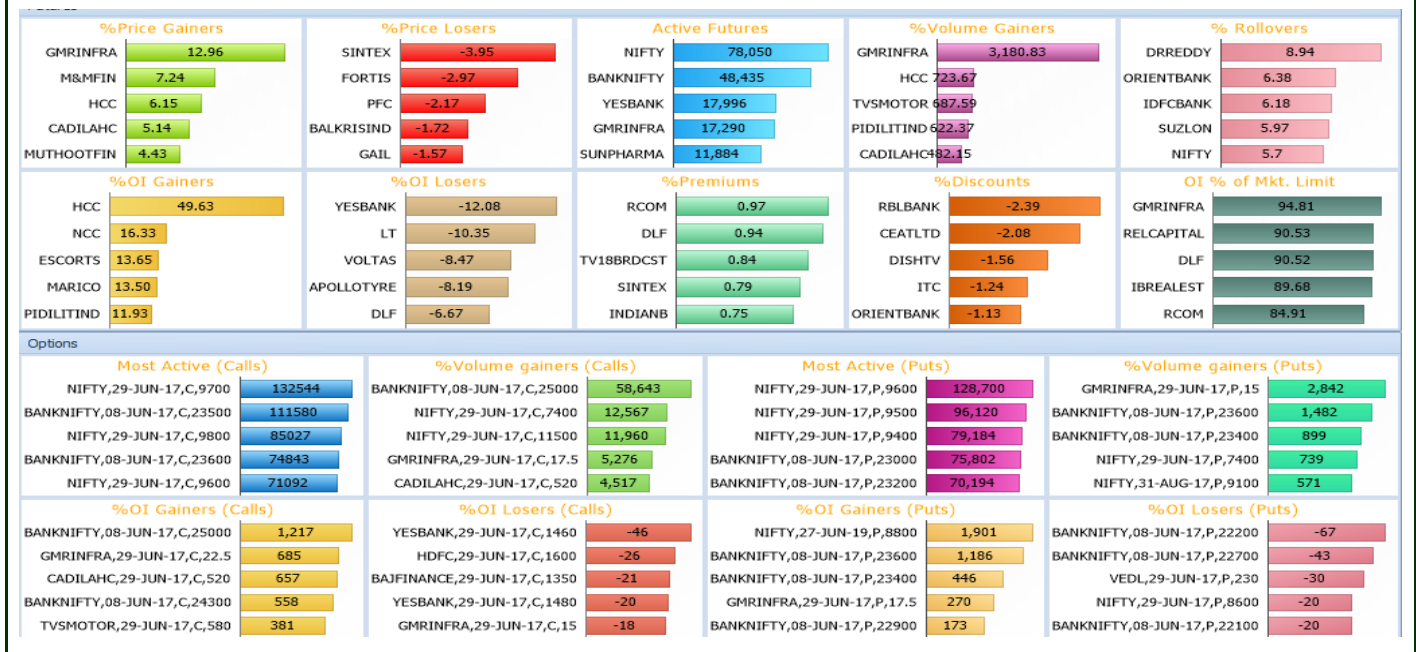 %Price Gainers
GMRINFRA 12.96
M&MFIN 7.24
HCC 6.15
CADILAHC 5.14
MUTHOOTFIN 4.43
%Price Losers
SINTEX -3.95
FORTIS -2.97
PFC -2.17
BALKRISIND -1.72
GAIL -1.57
Active Futures
NIFTY 78,050
BANKNIFTY 48,435
YESBANK 17,996
GMRINFRA 17,290
SUNPHARMA 11,884
%Volume Gainers
GMRINFRA 3,180.83
HCC 723.67
TVSMOTOR 687.59
PIDILITIND 622.37
CADILAHC 482.15
% Rollovers
DRREDDY 8.94
ORIENTBANK 6.38
IDFCBANK 6.18
SUZLON 5.97
NIFTY 5.7
%OI Gainers
HCC 49.63
NCC 16.33
ESCORTS 13.65
MARICO 13.50
PIDILITIND 11.93
%OI Losers
YESBANK -12.08
LT -10.35
VOLTAS -8.47
APOLLOTYRE -8.19
DLF -6.67
%Premiums
RCOM 0.97
DLF 0.94
TV18BRDCST 0.84
SINTEX 0.79
INDIANB 0.75
%Discounts
RBLBANK -2.39
CEATLTD -2.08
DISHTV -1.56
ITC -1.24
ORIENTBANK -1.13
OI % of Mkt. Limit
GMRINFRA 94.81
RELCAPITAL 90.53
DLF 90.52
IBREALEST 89.68
RCOM 84.91
Options
Most Active (Calls)
NIFTY,29-JUN-17,C,9700 132544
BANKNIFTY,08-JUN-17,C,23500 111580
NIFTY,29-JUN-17,C,9800 85027
BANKNIFTY,08-JUN-17,C,23600 74843
NIFTY,29-JUN-17,C,9600 71092
%Volume gainers (Calls)
BANKNIFTY,08-JUN-17,C,25000 58,643
NIFTY,29-JUN-17,C,7400 12,567
NIFTY,29-JUN-17,C,11500 11,960
GMRINFRA,29-JUN-17,C,17.5 5,276
CADILAHC,29-JUN-17,C,520 4,517
Most Active (Puts)
NIFTY,29-JUN-17,P,9600 128,700
NIFTY,29-JUN-17,P,9500 96,120
NIFTY,29-JUN-17,P,9400 79,184
BANKNIFTY,08-JUN-17,P,23000 75,802
BANKNIFTY,08-JUN-17,P,23200 70,194
%Volume gainers (Puts)
GMRINFRA,29-JUN-17,P,15 2,842
BANKNIFTY,08-JUN-17,P,23600 1,482
BANKNIFTY,08-JUN-17,P,23400 899
NIFTY,29-JUN-17,P,7400 739
NIFTY,31-AUG-17,P,9100 571
%OI Gainers (Calls)
BANKNIFTY,08-JUN-17,C,25000 1,217
GMRINFRA,29-JUN-17,C,22.5 685
CADILAHC,29-JUN-17,C,520 657
BANKNIFTY,08-JUN-17,C,24300 558
TVSMOTOR,29-JUN-17,C,580 381
%OI Losers (Calls)
YESBANK,29-JUN-17,C,1460 -46
HDFC,29-JUN-17,C,1600 -26
BAJFINANCE,29-JUN-17,C,1350 -21
YESBANK,29-JUN-17,C,1480 -20
GMRINFRA,29-JUN-17,C,15 -18
%OI Gainers (Puts)
NIFTY,27-JUN-19,P,8800 1,901
BANKNIFTY,08-JUN-17,P,23600 1,186
BANKNIFTY,08-JUN-17,P,23400 446
GMRINFRA,29-JUN-17,P,17.5 270
BANKNIFTY,08-JUN-17,P,22900 173
%OI Losers (Puts)
BANKNIFTY,08-JUN-17,P,22200 -67
BANKNIFTY,08-JUN-17,P,22700 -43
VEDL,29-JUN-17,P,230 -30
NIFTY,29-JUN-17,P,8600 -20
BANKNIFTY,08-JUN-17,P,22100 -20